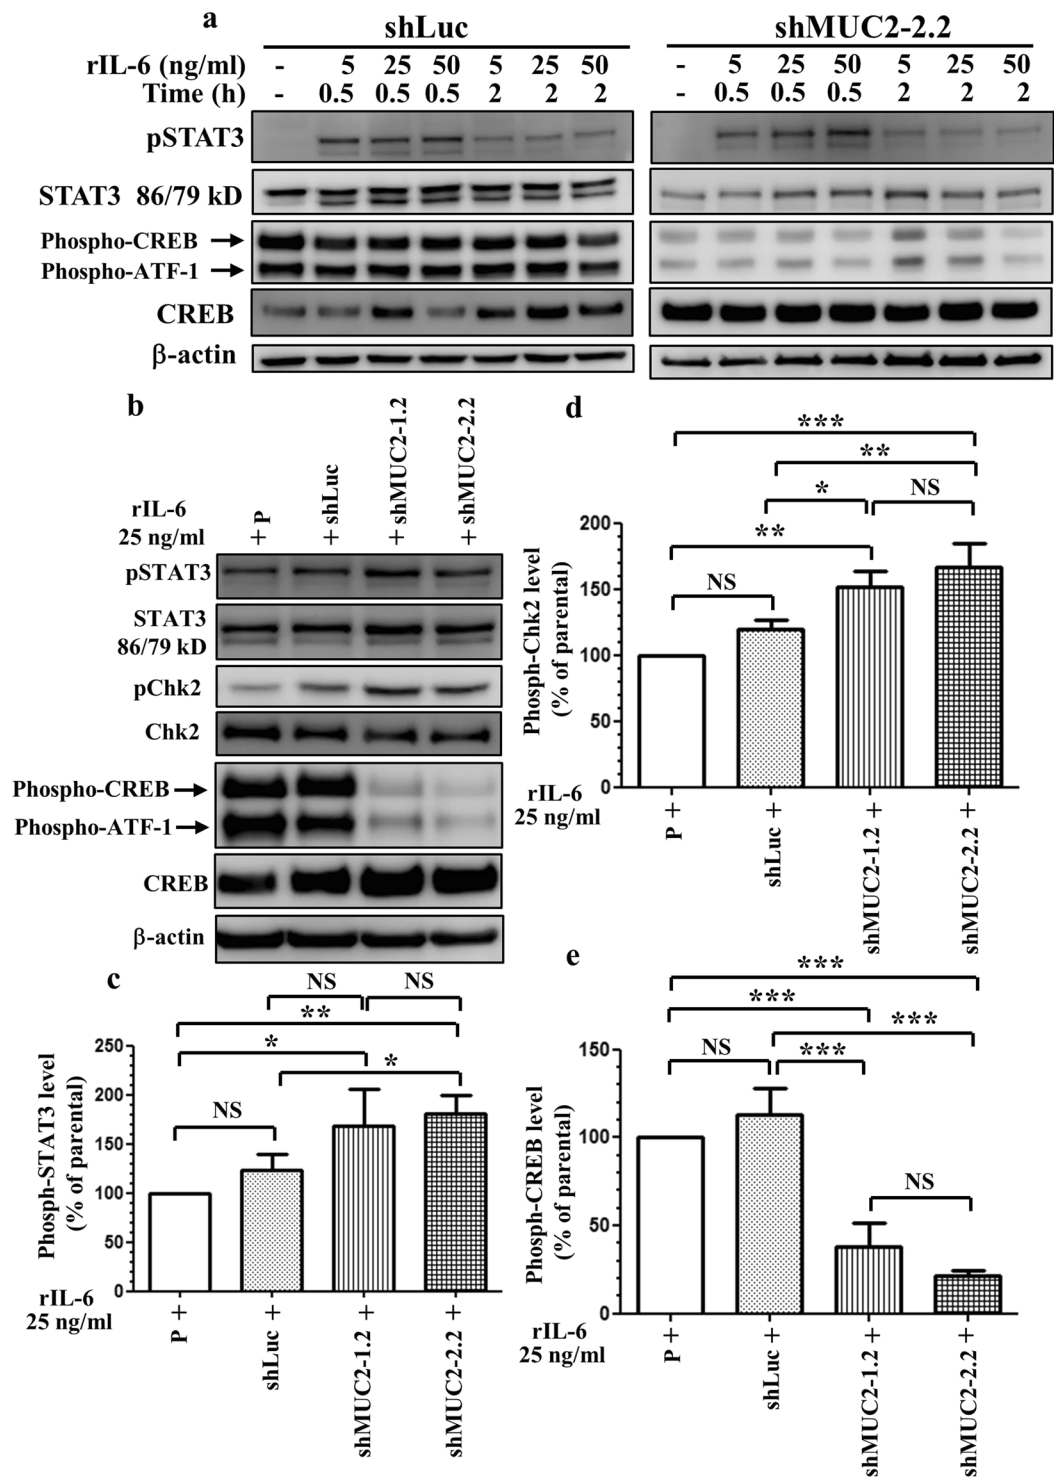 a
shLuc
shMUC2-2.2
rIL-6 (ng/ml) - 5 25 50 5 25 50 - 5 25 50 5 25 50
Time (h) - 0.5 0.5 0.5 2 2 2 - 0.5 0.5 0.5 2 2 2
pSTAT3
STAT3 86/79 kD
Phospho-CREB
Phospho-ATF-1
CREB
β-actin
b
rIL-6
25 ng/ml
+ P
+ shLuc
+ shMUC2-1.2
+ shMUC2-2.2
pSTAT3
STAT3
86/79 kD
pChk2
Chk2
Phospho-CREB
Phospho-ATF-1
CREB
β-actin
c
NS NS
**
*
*
NS
Phosph-STAT3 level
(% of parental)
250
200
150
100
50
0
rIL-6
25 ng/ml
P +
shLuc +
shMUC2-1.2 +
shMUC2-2.2 +
d
***
**
* NS
**
NS
Phosph-Chk2 level
(% of parental)
200
150
100
50
0
rIL-6
25 ng/ml
P +
shLuc +
shMUC2-1.2 +
shMUC2-2.2 +
e
***
***
***
NS ***
NS
Phosph-CREB level
(% of parental)
150
100
50
0
rIL-6
25 ng/ml
P +
shLuc +
shMUC2-1.2 +
shMUC2-2.2 +